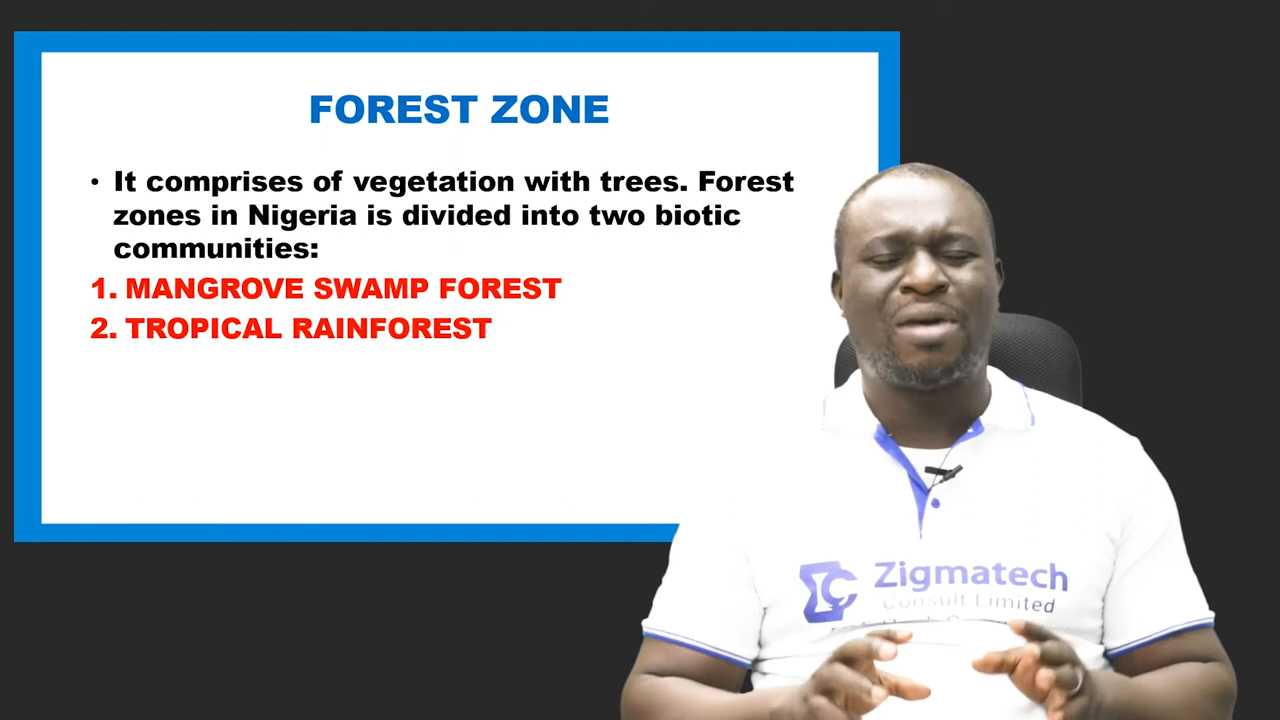 FOREST ZONE
• It comprises of vegetation with trees. Forest
zones in Nigeria is divided into two biotic
communities:
1. MANGROVE SWAMP FOREST
2. TROPICAL RAINFOREST
Zigmatech
Consult Limited